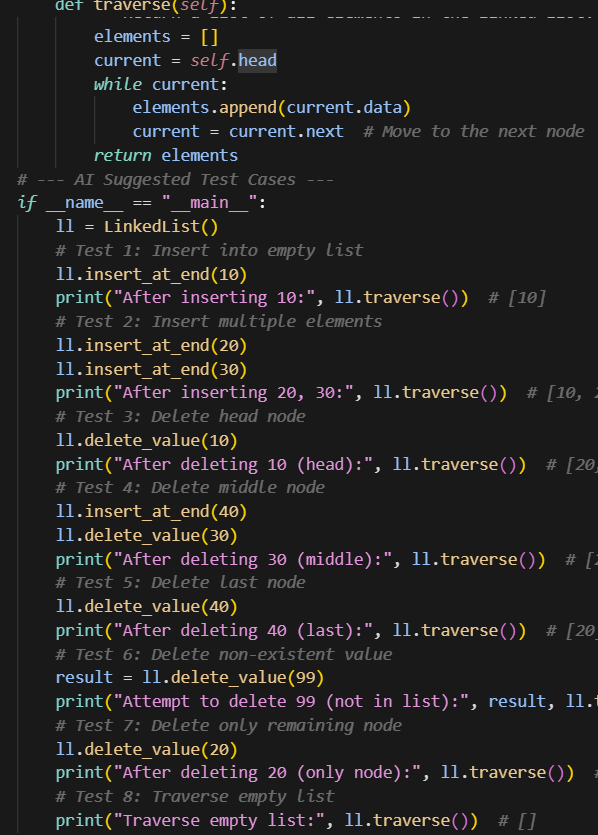 def traverse(self):
elements = []
current = self.head
while current:
elements.append(current.data)
current = current.next  # Move to the next node
return elements
# --- AI Suggested Test Cases ---
if __name__ == "__main__":
ll = LinkedList()
# Test 1: Insert into empty list
ll.insert_at_end(10)
print("After inserting 10:", ll.traverse())  # [10]
# Test 2: Insert multiple elements
ll.insert_at_end(20)
ll.insert_at_end(30)
print("After inserting 20, 30:", ll.traverse())  # [10,
# Test 3: Delete head node
ll.delete_value(10)
print("After deleting 10 (head):", ll.traverse())  # [20,
# Test 4: Delete middle node
ll.insert_at_end(40)
ll.delete_value(30)
print("After deleting 30 (middle):", ll.traverse())  # [
# Test 5: Delete last node
ll.delete_value(40)
print("After deleting 40 (last):", ll.traverse())  # [20
# Test 6: Delete non-existent value
result = ll.delete_value(99)
print("Attempt to delete 99 (not in list):", result, ll.
# Test 7: Delete only remaining node
ll.delete_value(20)
print("After deleting 20 (only node):", ll.traverse())  #
# Test 8: Traverse empty list
print("Traverse empty list:", ll.traverse())  # []